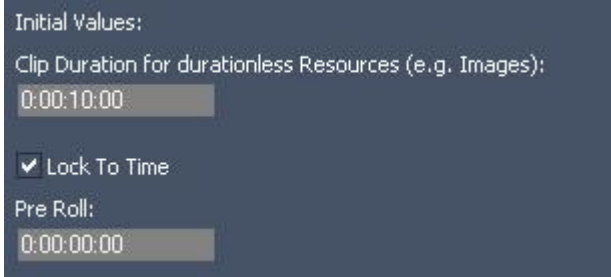 Initial Values:
Clip Duration for durationless Resources (e.g. Images):
0:00:10:00
Lock To Time
Pre Roll:
0:00:00:00